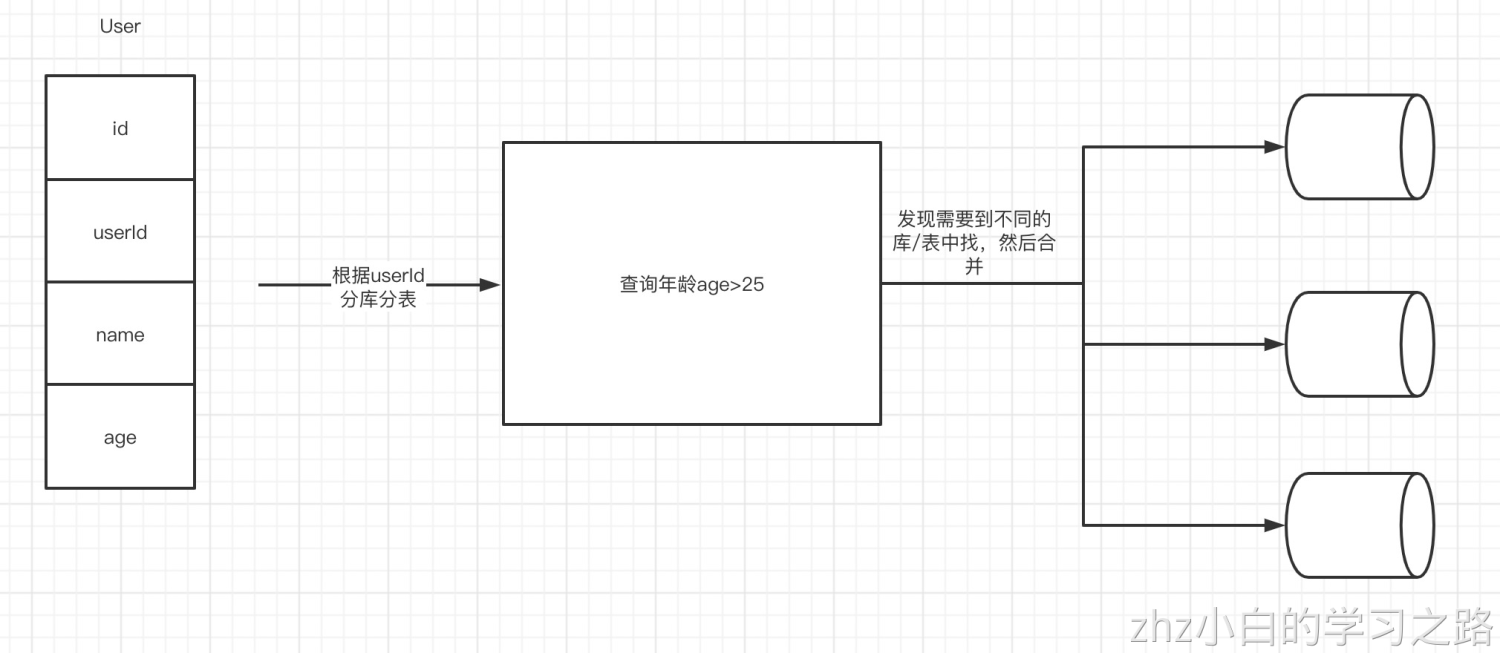 User
id
userId
name
age
根据userId
分库分表
查询年龄age>25
发现需要到不同的
库/表中找，然后合
并
zhz小白的学习之路